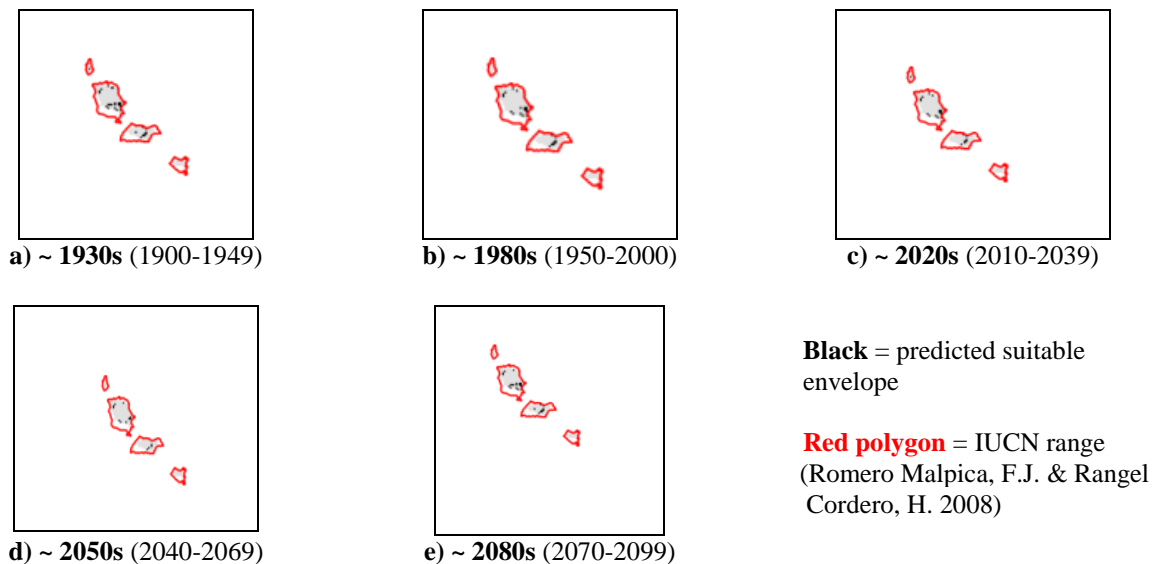 a) ~ 1930s (1900-1949)
b) ~ 1980s (1950-2000)
c) ~ 2020s (2010-2039)
d) ~ 2050s (2040-2069)
e) ~ 2080s (2070-2099)
Black = predicted suitable
envelope
Red polygon = IUCN range
(Romero Malpica, F.J. & Rangel
Cordero, H. 2008)